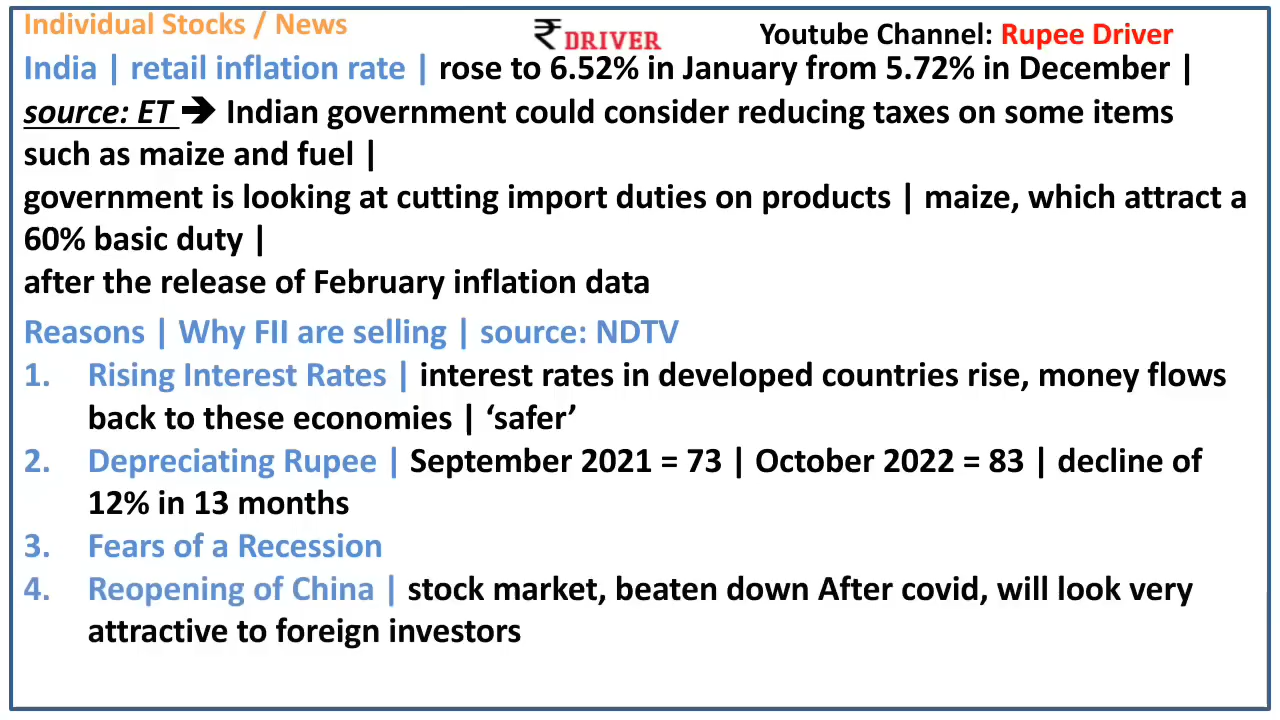 Individual Stocks / News
₹ DRIVER
Youtube Channel: Rupee Driver
India | retail inflation rate | rose to 6.52% in January from 5.72% in December |
source: ET ➔ Indian government could consider reducing taxes on some items
such as maize and fuel |
government is looking at cutting import duties on products | maize, which attract a
60% basic duty |
after the release of February inflation data
Reasons | Why FII are selling | source: NDTV
1. Rising Interest Rates | interest rates in developed countries rise, money flows
back to these economies | ‘safer’
2. Depreciating Rupee | September 2021 = 73 | October 2022 = 83 | decline of
12% in 13 months
3. Fears of a Recession
4. Reopening of China | stock market, beaten down After covid, will look very
attractive to foreign investors